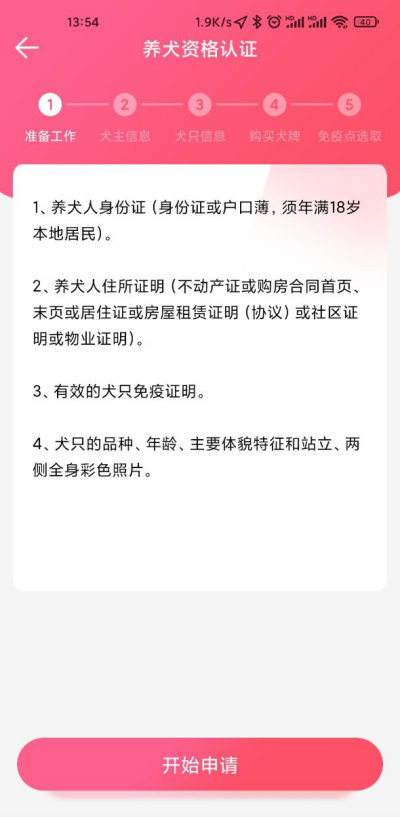 13:54
1.9K/s
40
养犬资格认证
1 2 3 4 5
准备工作 犬主信息 犬只信息 购买犬牌 免疫点选取
1、养犬人身份证（身份证或户口薄，须年满18岁
本地居民）。
2、养犬人住所证明（不动产证或购房合同首页、
末页或居住证或房屋租赁证明（协议）或社区证
明或物业证明）。
3、有效的犬只免疫证明。
4、犬只的品种、年龄、主要体貌特征和站立、两
侧全身彩色照片。
开始申请